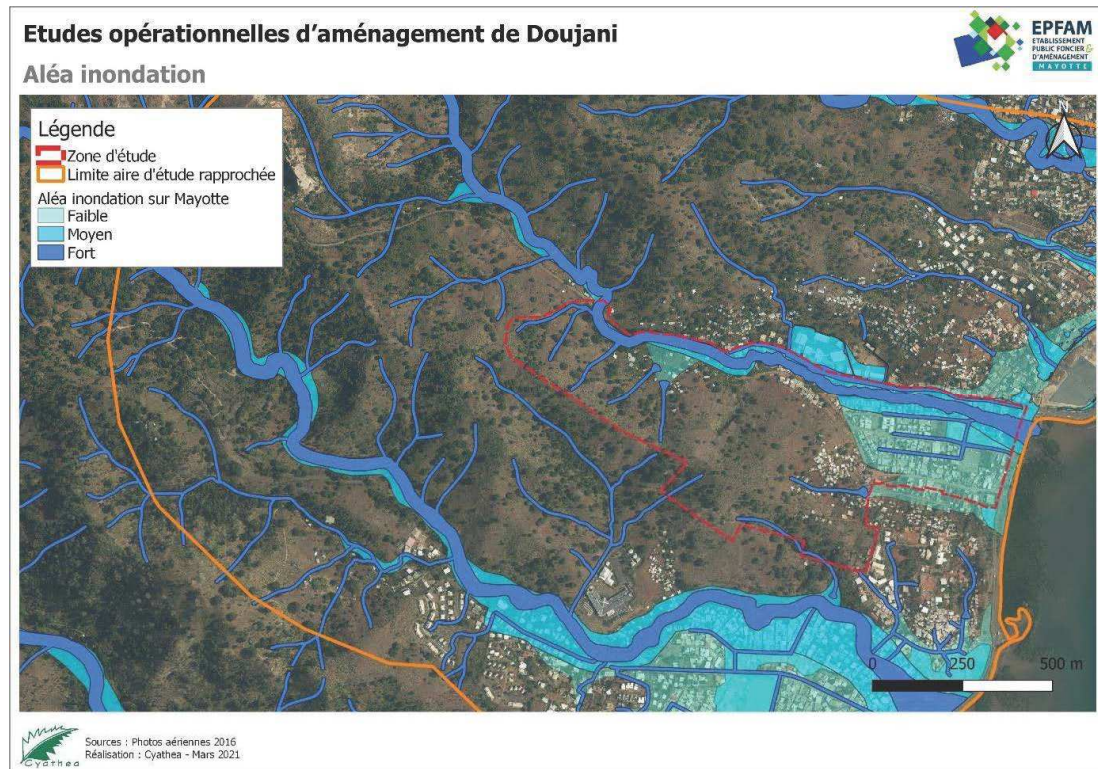 Etudes opérationnelles d'aménagement de Doujani
Aléa inondation
EPFAM
ETABLISSEMENT
PUBLIC FONCIER &
D'AMÉNAGEMENT
MAYOTTE
N
Légende
Zone d'étude
Limite aire d'étude rapprochée
Aléa inondation sur Mayotte
Faible
Moyen
Fort
0 250 500 m
Cyathea
Sources : Photos aériennes 2016
Réalisation : Cyathea - Mars 2021